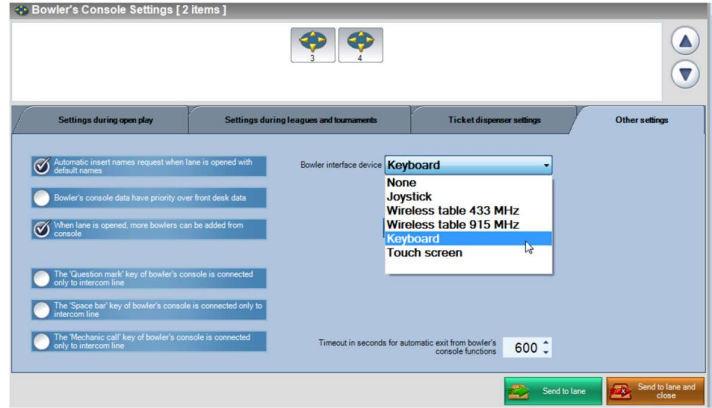 Bowler's Console Settings [ 2 items ]
3
4
Settings during open play
Settings during leagues and tournaments
Ticket dispenser settings
Other settings
Automatic insert names request when lane is opened with
default names
Bowler interface device
Keyboard
None
Joystick
Wireless table 433 MHz
Wireless table 915 MHz
Keyboard
Touch screen
Bowler's console data have priority over front desk data
When lane is opened, more bowlers can be added from
console
The 'Question mark' key of bowler's console is connected
only to intercom line
The 'Space bar' key of bowler's console is connected only to
intercom line
The 'Mechanic call' key of bowler's console is connected
only to intercom line
Timeout in seconds for automatic exit from bowler's
console functions
600
Send to lane
Send to lane and
close